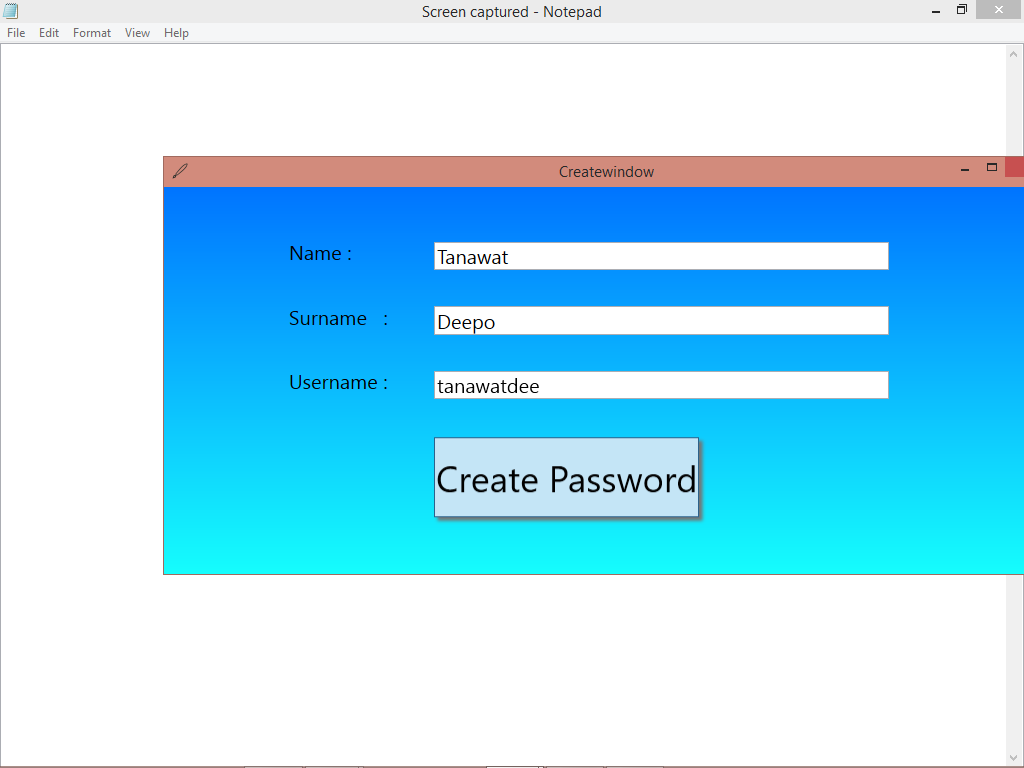 Screen captured - Notepad
File Edit Format View Help
Createwindow
Name : Tanawat
Surname : Deepo
Username : tanawatdee
Create Password